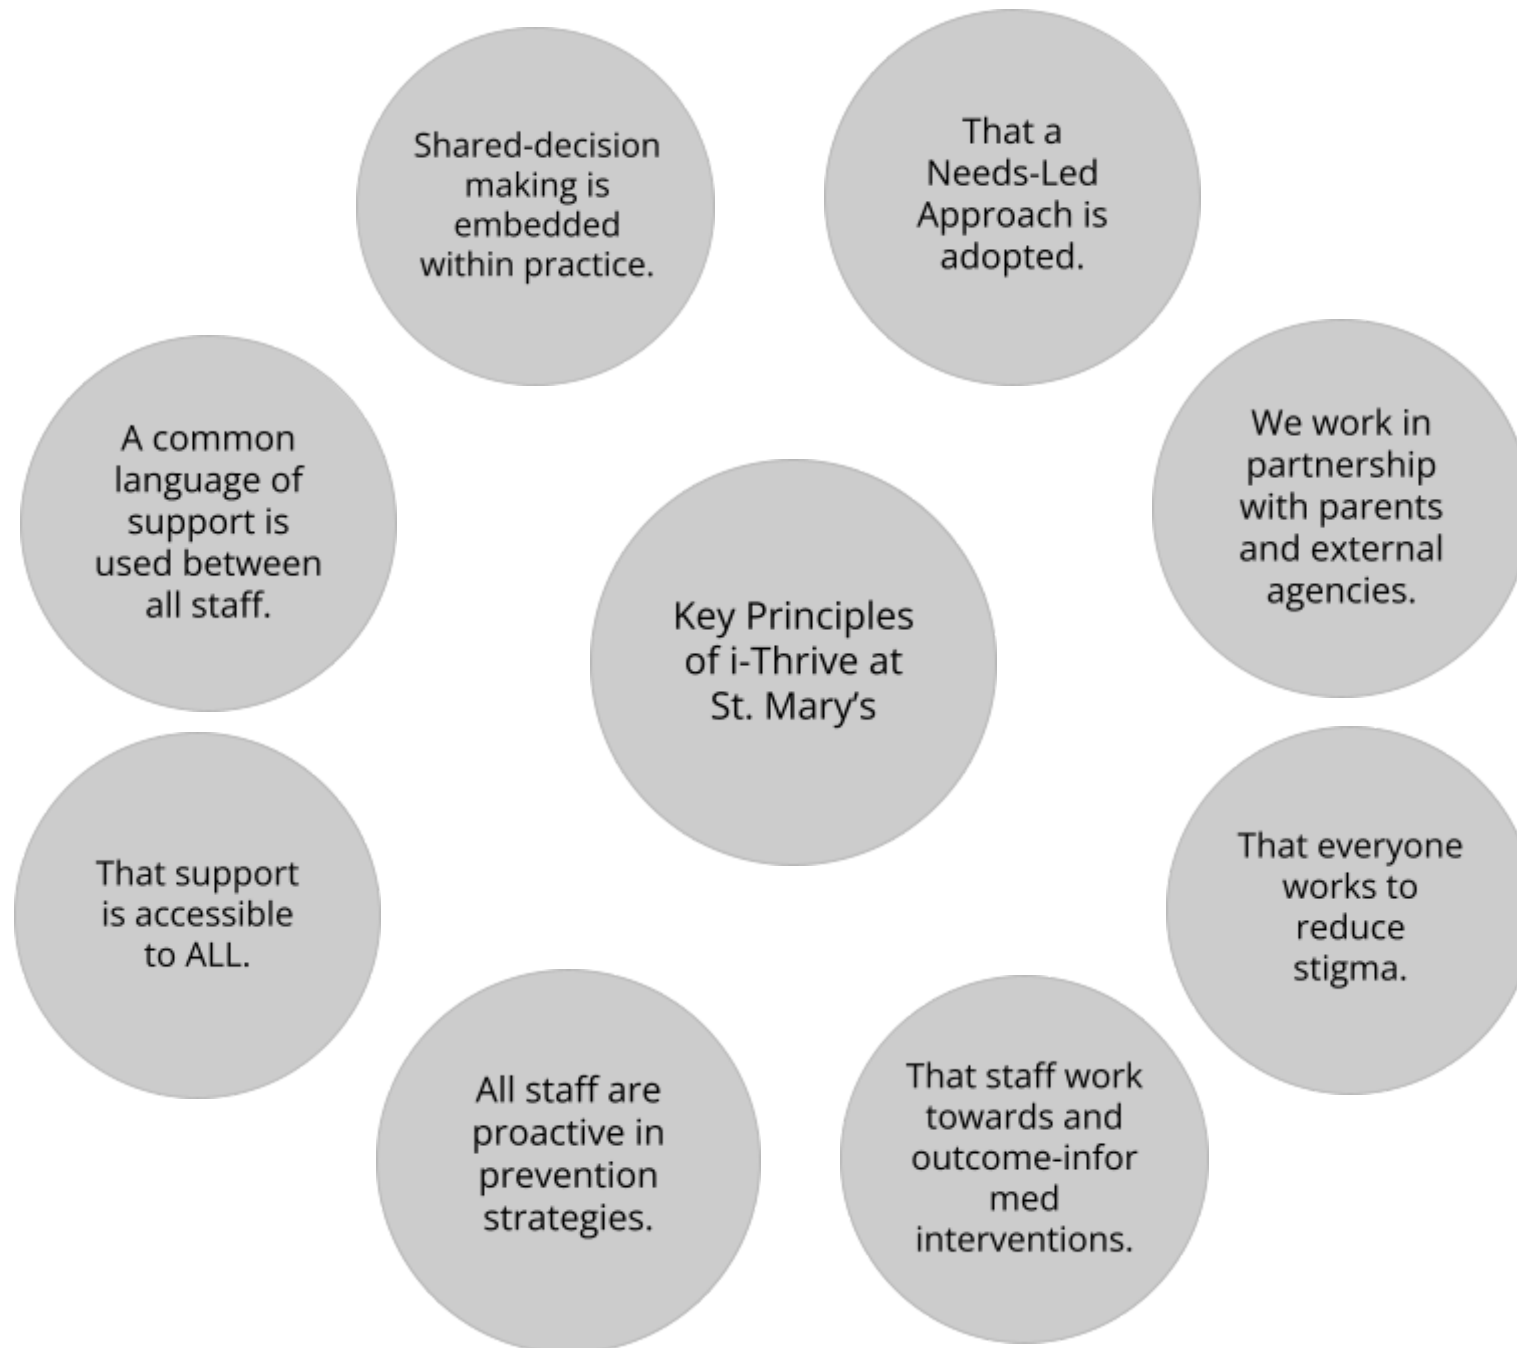 Shared-decision
making is
embedded
within practice.
That a
Needs-Led
Approach is
adopted.
A common
language of
support is
used between
all staff.
We work in
partnership
with parents
and external
agencies.
Key Principles
of i-Thrive at
St. Mary’s
That support
is accessible
to ALL.
That everyone
works to
reduce
stigma.
All staff are
proactive in
prevention
strategies.
That staff work
towards and
outcome-infor
med
interventions.